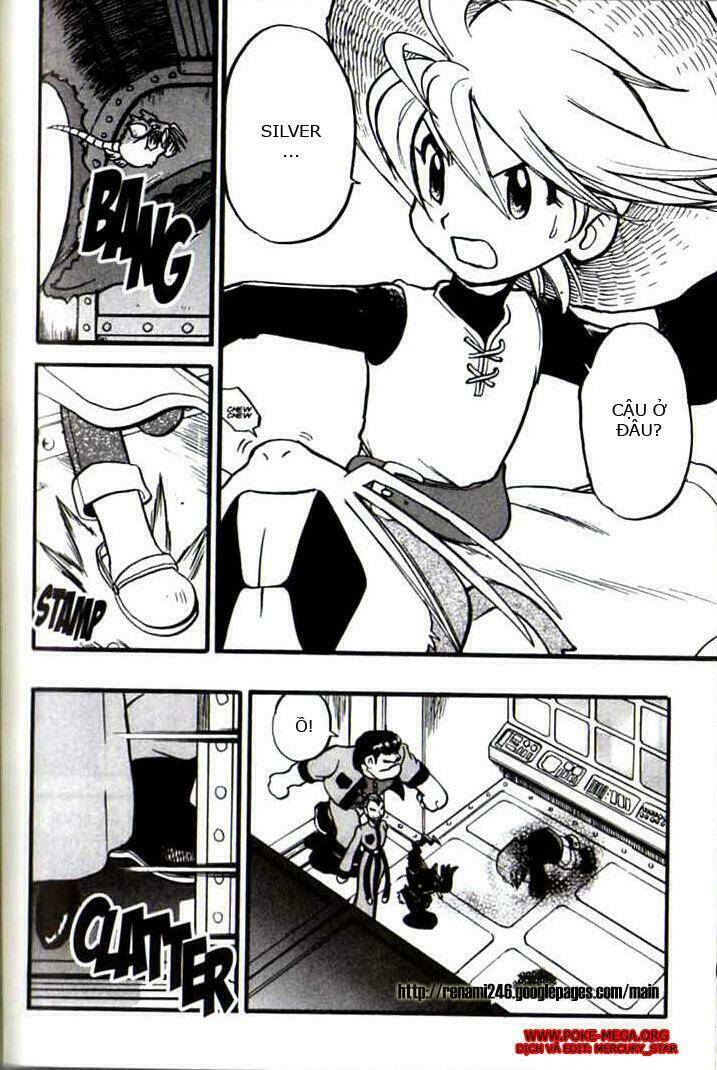 SILVER
...
CẬU Ở
ĐÂU?
BANG
CHEW
CHEW
STAMP
Ồ!
CLATTER
http://renami246.googlepages.com/main
WWW.POKE-MEGA.ORG
DỊCH VÀ EDIT: MERCURY_STAR